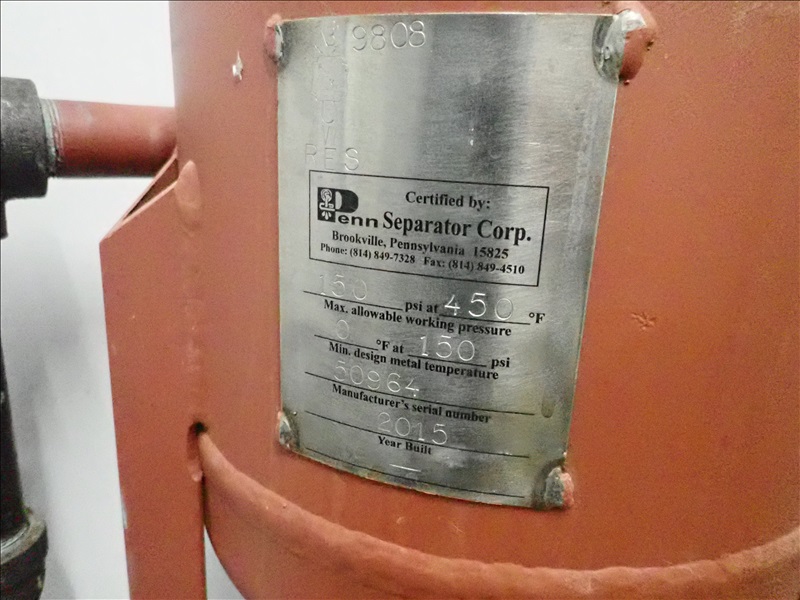 9808
RES
Certified by:
Penn Separator Corp.
Brookville, Pennsylvania 15825
Phone: (814) 849-7328 Fax: (814) 849-4510
150 psi at 450 °F
Max. allowable working pressure
0 °F at 150 psi
Min. design metal temperature
50964
Manufacturer's serial number
2015
Year Built